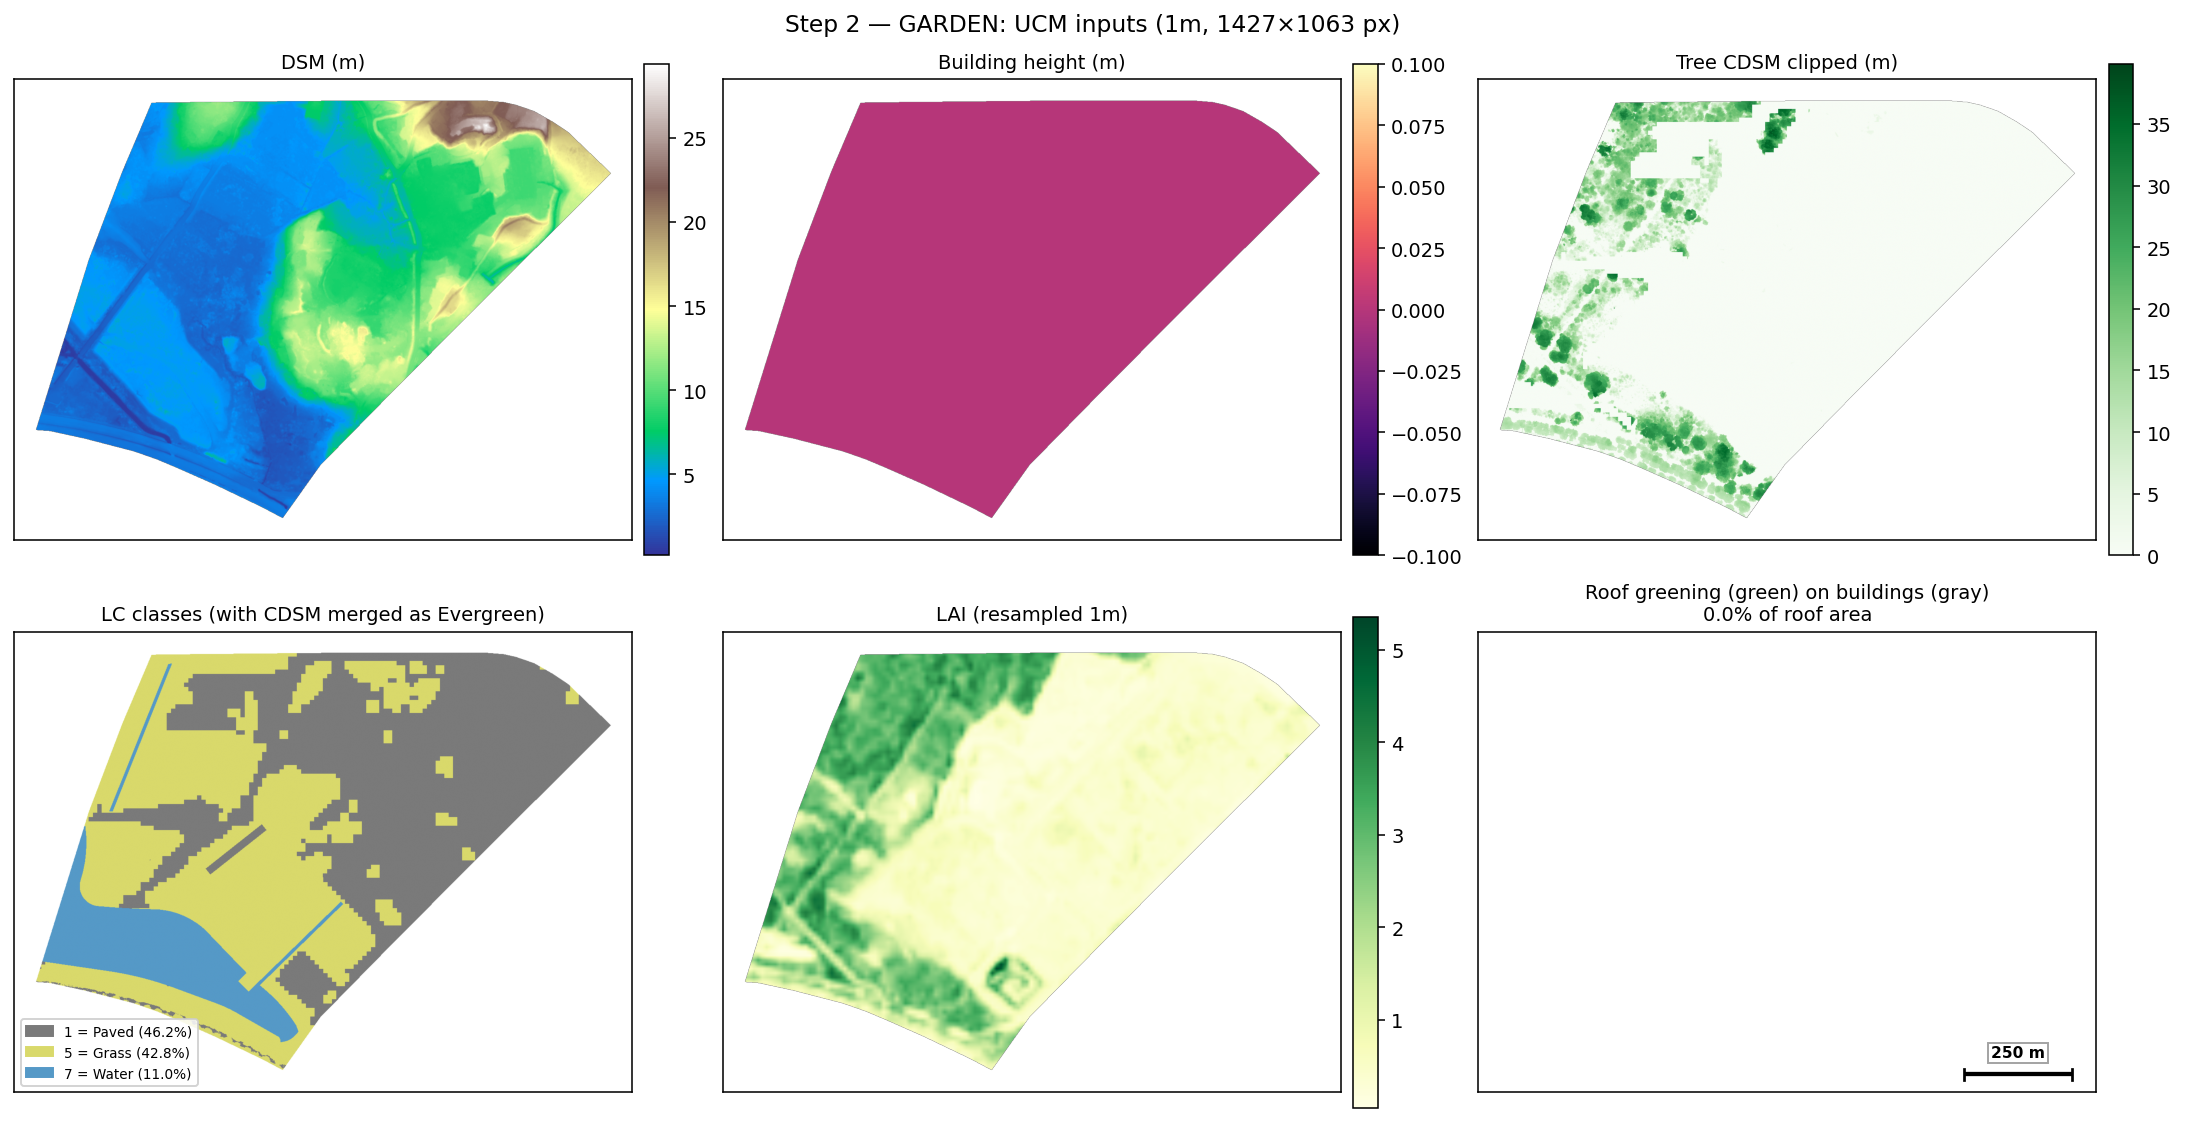 Step 2 — GARDEN: UCM inputs (1m, 1427×1063 px)
DSM (m)
25
20
15
10
5
Building height (m)
0.100
0.075
0.050
0.025
0.000
−0.025
−0.050
−0.075
−0.100
Tree CDSM clipped (m)
35
30
25
20
15
10
5
0
LC classes (with CDSM merged as Evergreen)
1 = Paved (46.2%)
5 = Grass (42.8%)
7 = Water (11.0%)
LAI (resampled 1m)
5
4
3
2
1
Roof greening (green) on buildings (gray)
0.0% of roof area
250 m